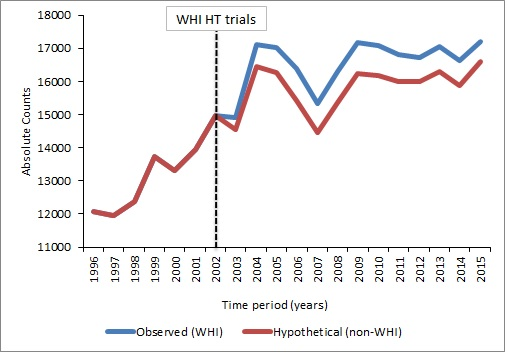 WHI HT trials
18000
17000
16000
15000
14000
13000
12000
11000
Absolute Counts
1996 1997 1998 1999 2000 2001 2002 2003 2004 2005 2006 2007 2008 2009 2010 2011 2012 2013 2014 2015
Time period (years)
Observed (WHI) Hypothetical (non-WHI)